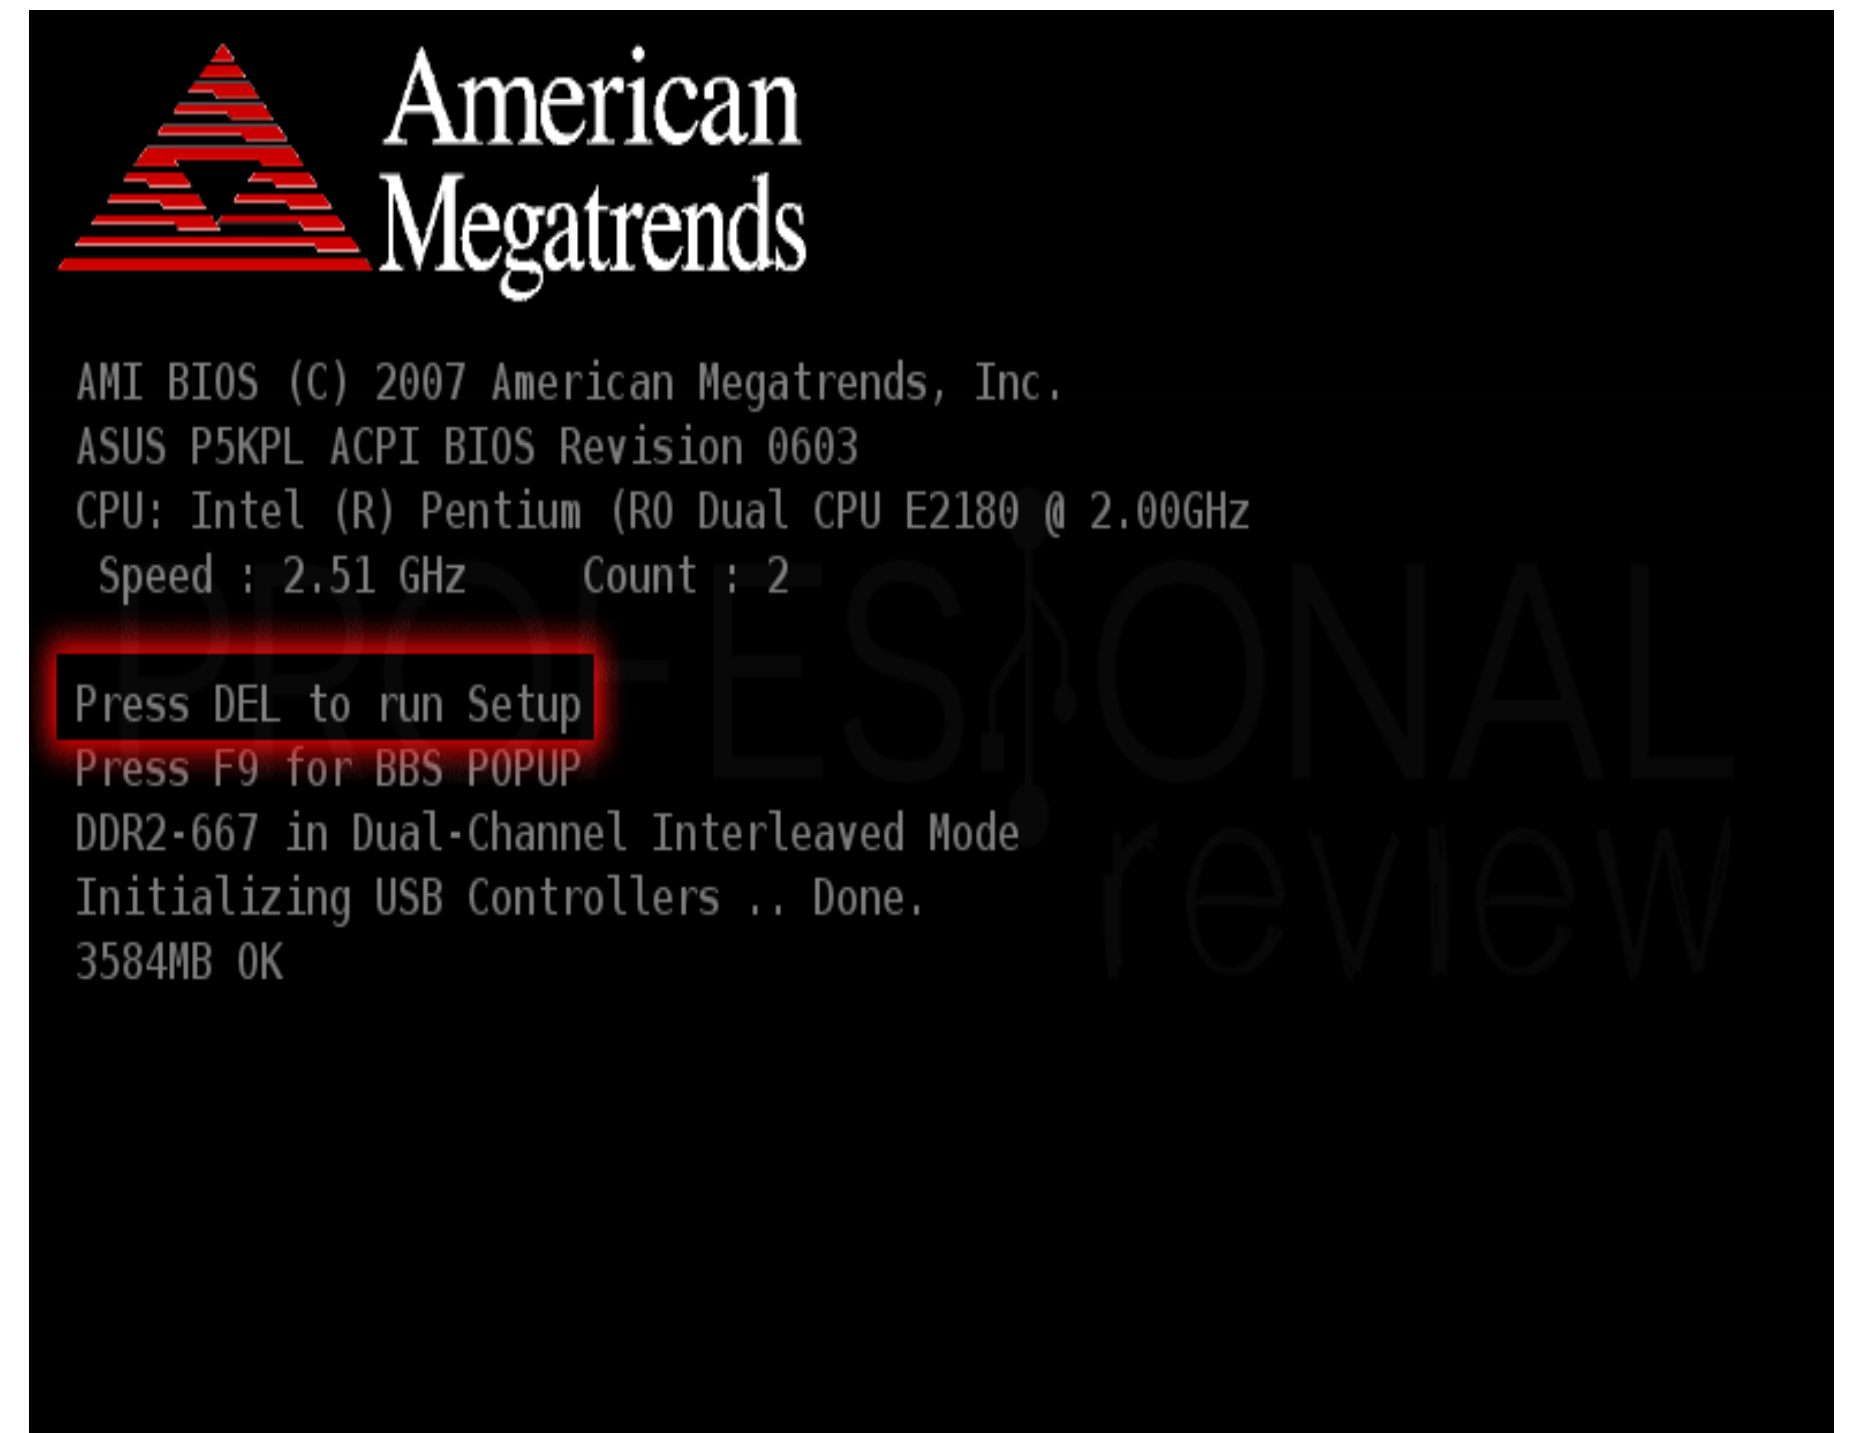 American
Megatrends
AMI BIOS (C) 2007 American Megatrends, Inc.
ASUS P5KPL ACPI BIOS Revision 0603
CPU: Intel (R) Pentium (R0 Dual CPU E2180 @ 2.00GHz
Speed : 2.51 GHz Count : 2
Press DEL to run Setup
Press F9 for BBS POPUP
DDR2-667 in Dual-Channel Interleaved Mode
Initializing USB Controllers .. Done.
3584MB OK
PROFESIONAL
review